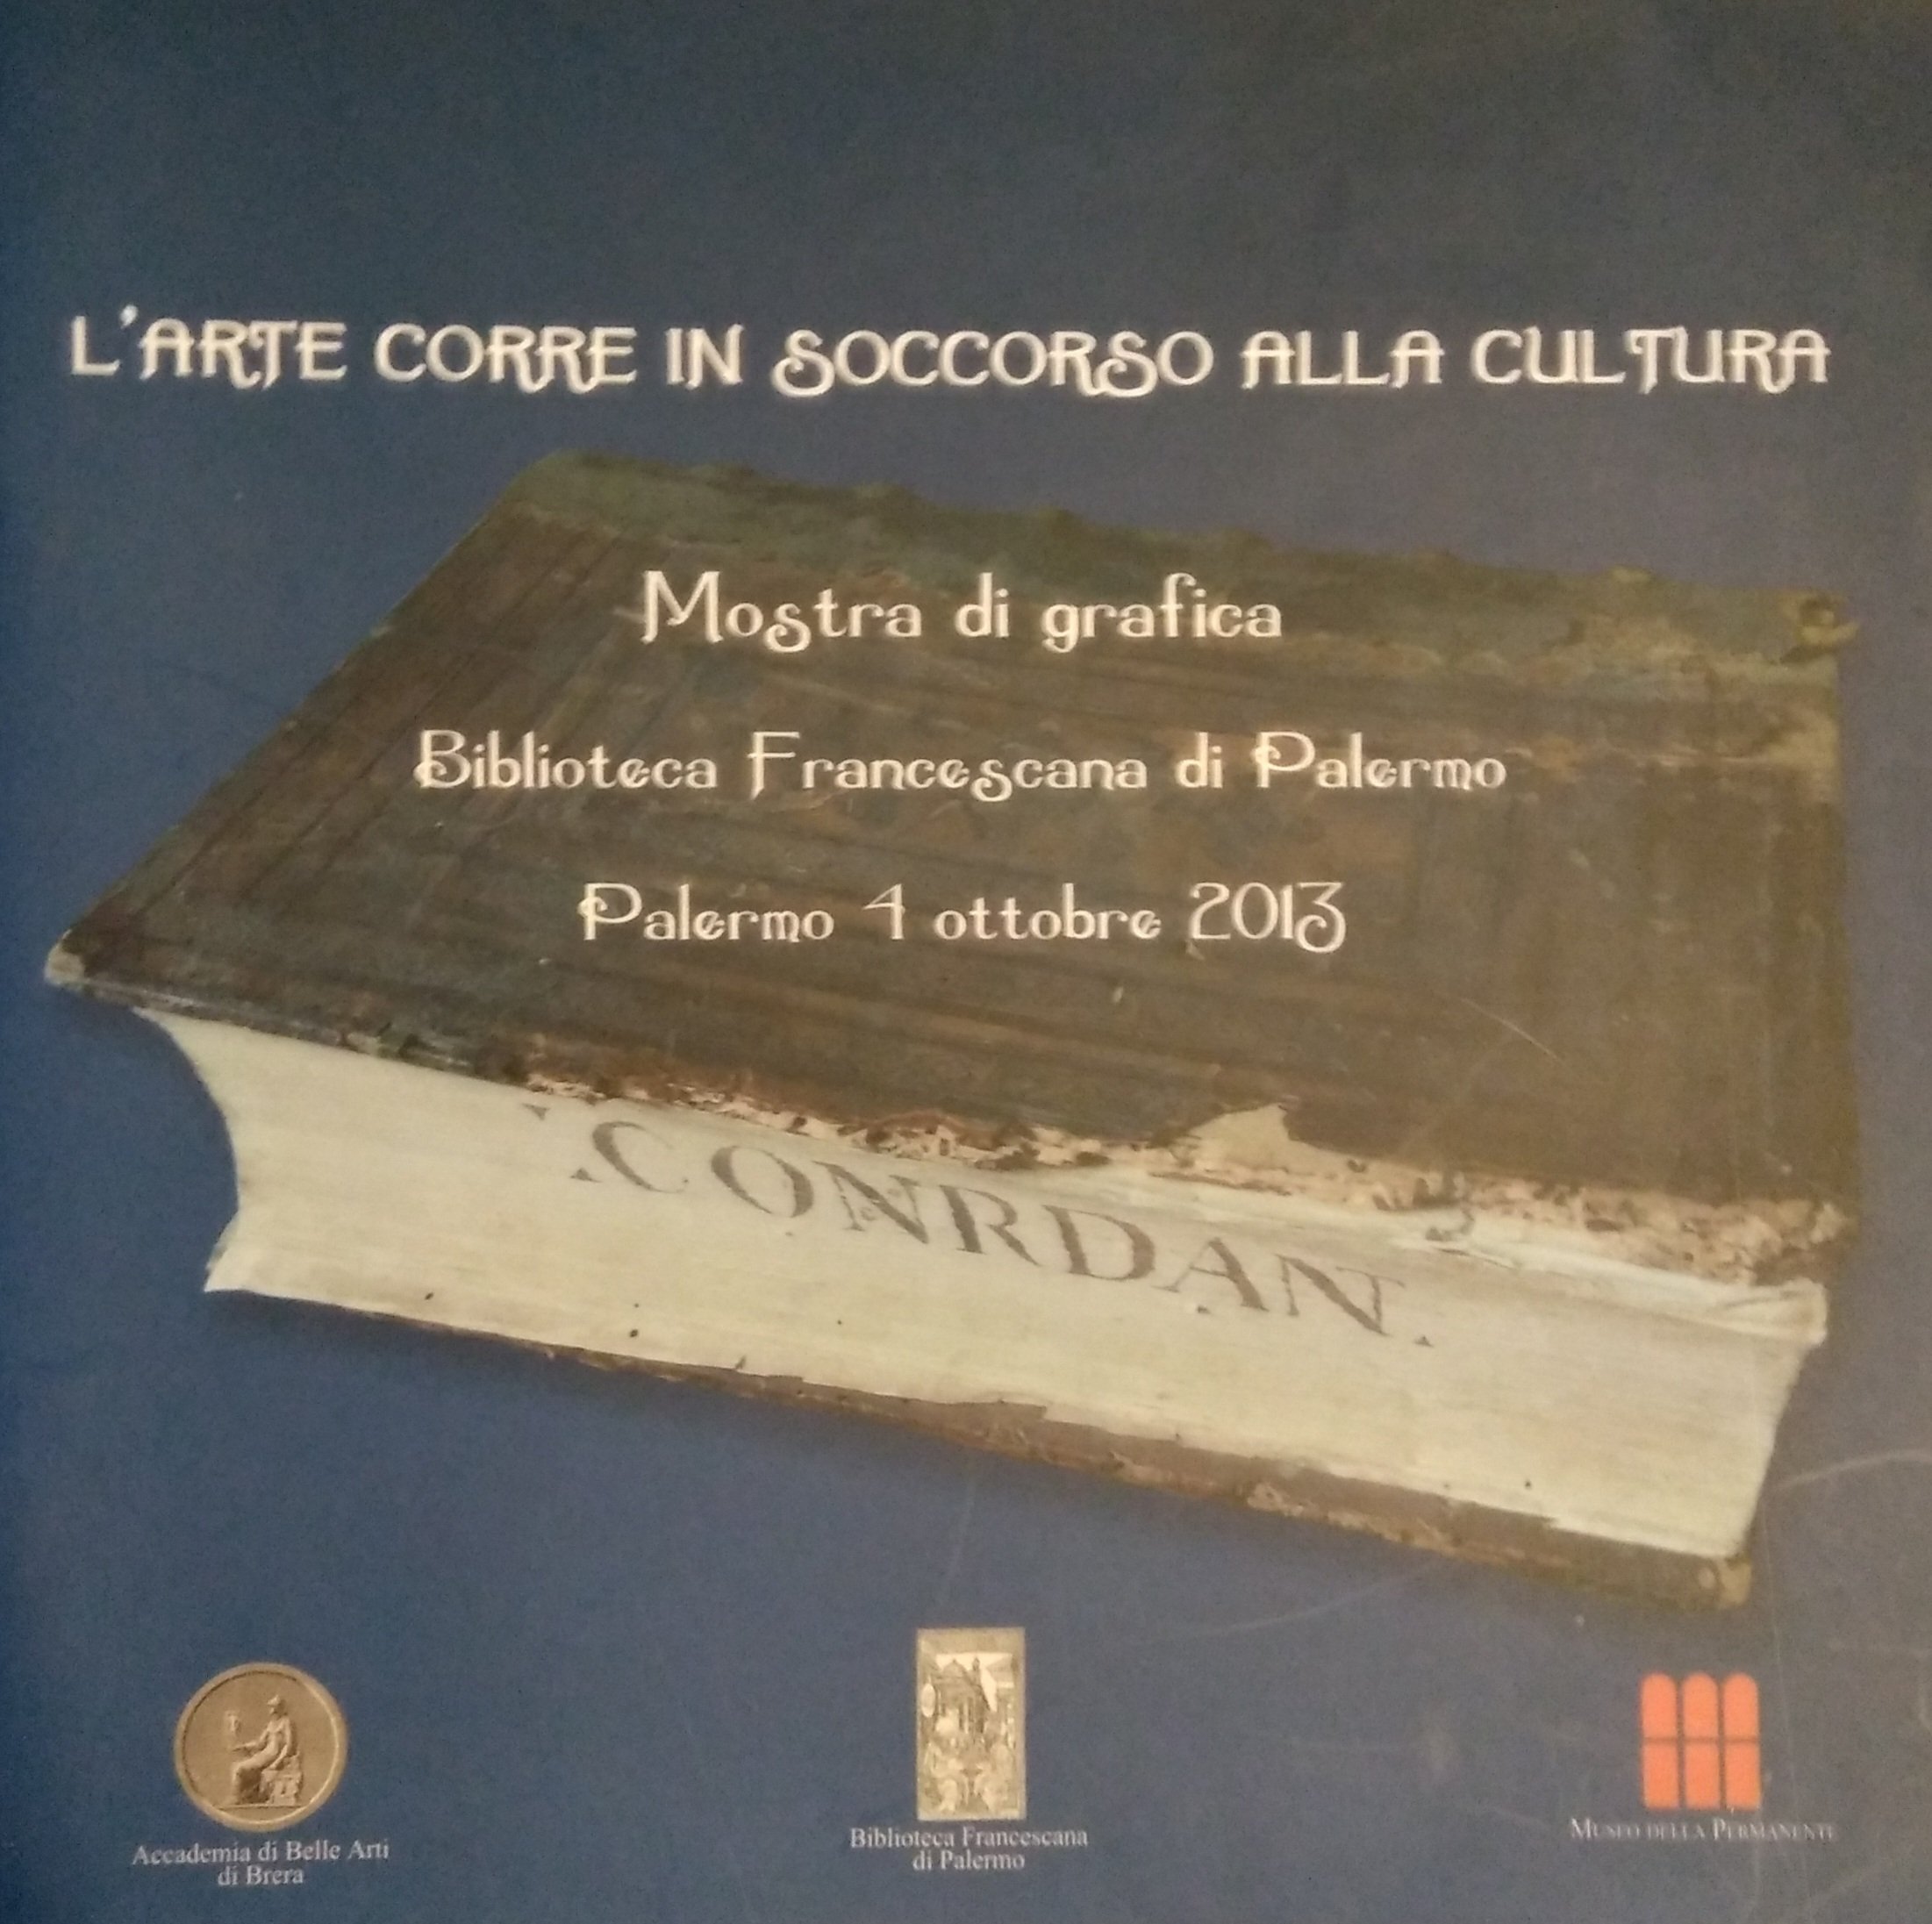 L'ARTE CORRE IN SOCCORSO ALLA CULTURA
Mostra di grafica
Biblioteca Francescana di Palermo
Palermo 4 ottobre 2013
.CONRDAN.
Accademia di Belle Arti
di Brera
Biblioteca Francescana
di Palermo
MUSEO DELLA PERMANENTE